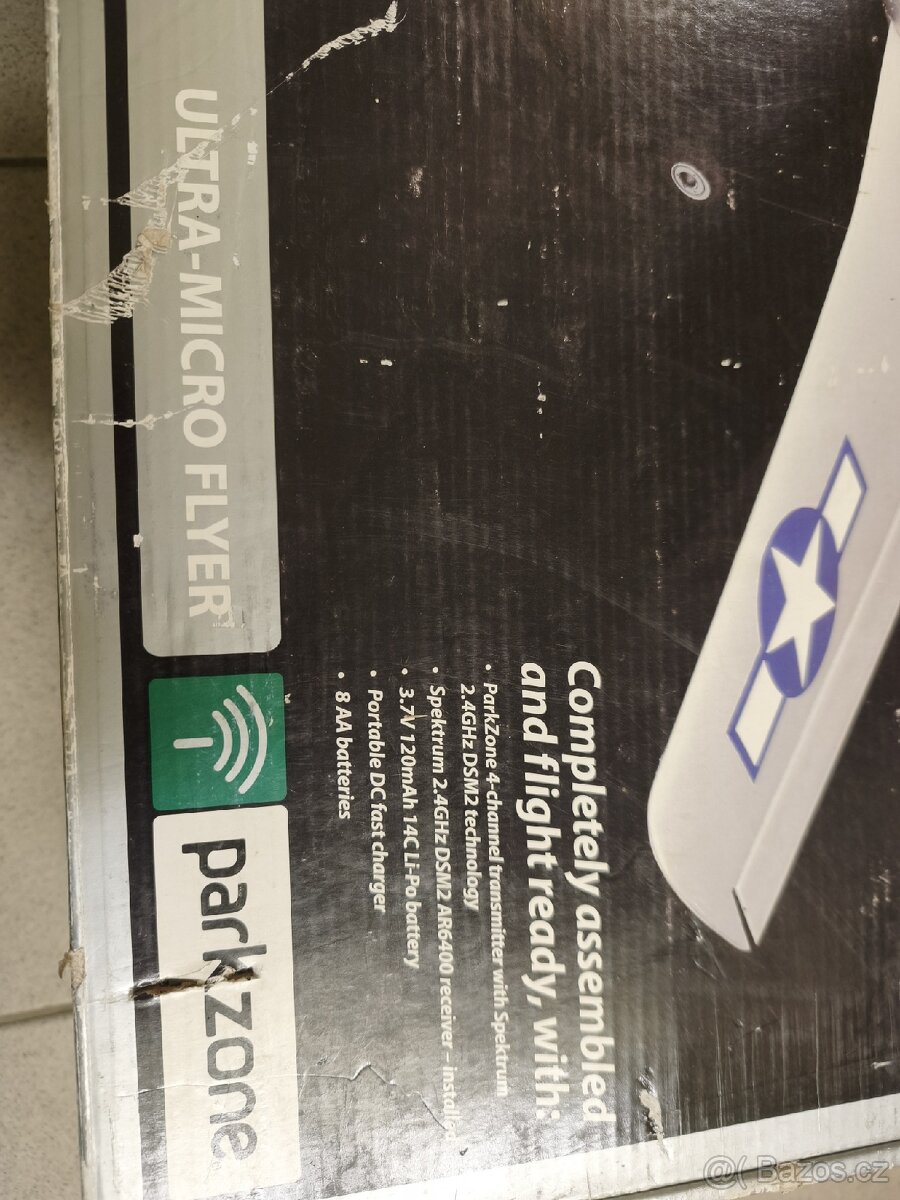 Completely assembled
and flight ready, with:
• ParkZone 4-channel transmitter with Spektrum
2.4GHz DSM2 technology
• Spektrum 2.4GHz DSM2 AR6400 receiver – installed
• 3.7V 120mAh 14C Li-Po battery
• Portable DC fast charger
• 8 AA batteries
ULTRA-MICRO FLYER
parkzone
@( Bazos.cz